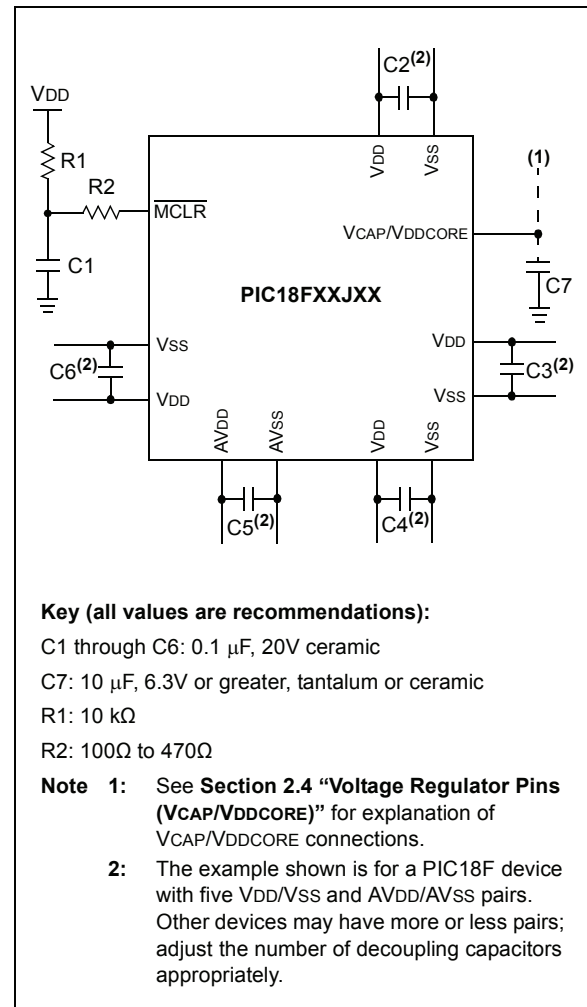 C2(2)
VDD
R1
R2
C1
MCLR
VDD
VSS
(1)
VCAP/VDDCORE
C7
PIC18FXXJXX
VSS
C6(2)
VDD
VDD
C3(2)
VSS
AVDD
AVSS
VDD
VSS
C5(2)
C4(2)
Key (all values are recommendations):
C1 through C6: 0.1 μF, 20V ceramic
C7: 10 μF, 6.3V or greater, tantalum or ceramic
R1: 10 kΩ
R2: 100Ω to 470Ω
Note 1: See Section 2.4 “Voltage Regulator Pins
(VCAP/VDDCORE)” for explanation of
VCAP/VDDCORE connections.
2: The example shown is for a PIC18F device
with five VDD/VSS and AVDD/AVSS pairs.
Other devices may have more or less pairs;
adjust the number of decoupling capacitors
appropriately.